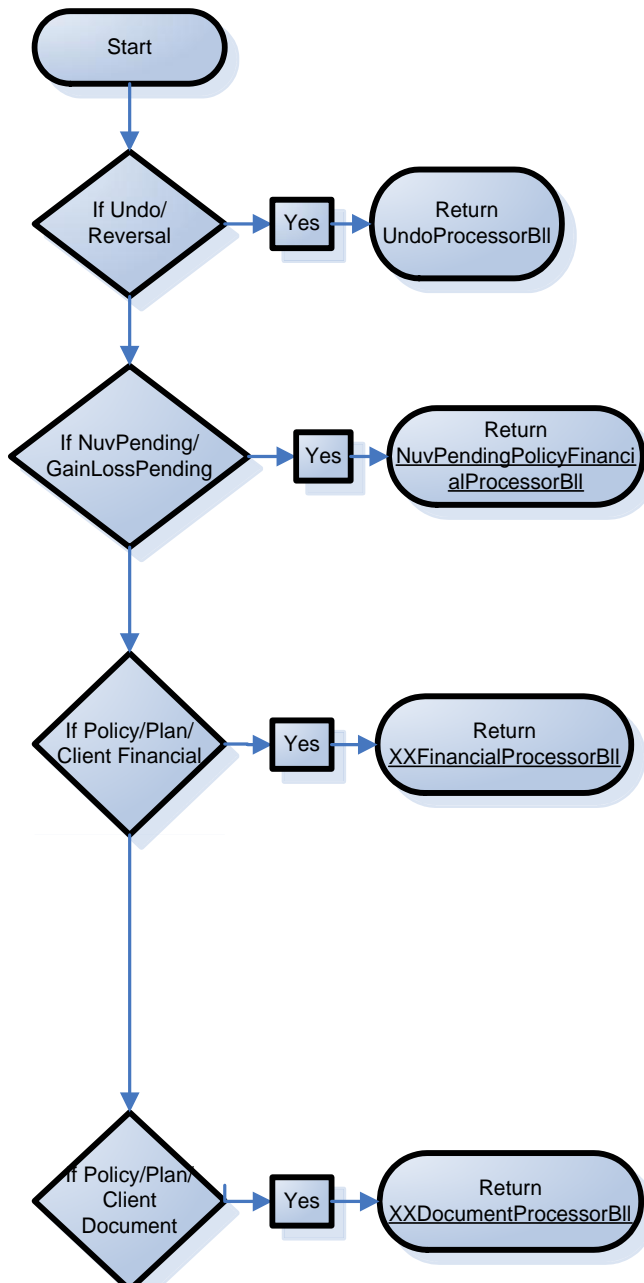 Start
If Undo/
Reversal
Yes
Return
UndoProcessorBll
If NuvPending/
GainLossPending
Yes
Return
NuvPendingPolicyFinanci
alProcessorBll
If Policy/Plan/
Client Financial
Yes
Return
XXFinancialProcessorBll
If Policy/Plan/
Client
Document
Yes
Return
XXDocumentProcessorBll